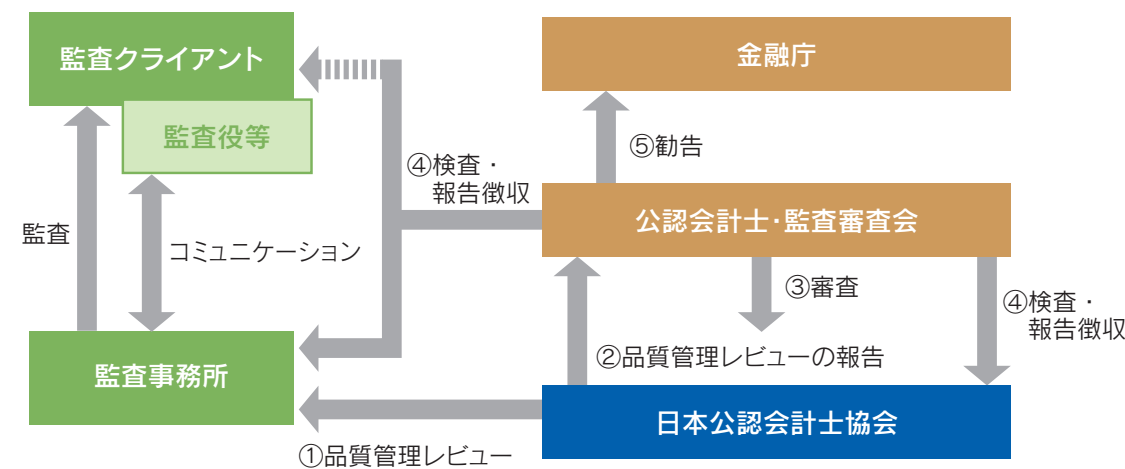 監査クライアント
監査役等
金融庁
⑤勧告
④検査・
報告徴収
公認会計士・監査審査会
監査
コミュニケーション
③審査
④検査・
報告徴収
②品質管理レビューの報告
監査事務所
日本公認会計士協会
①品質管理レビュー